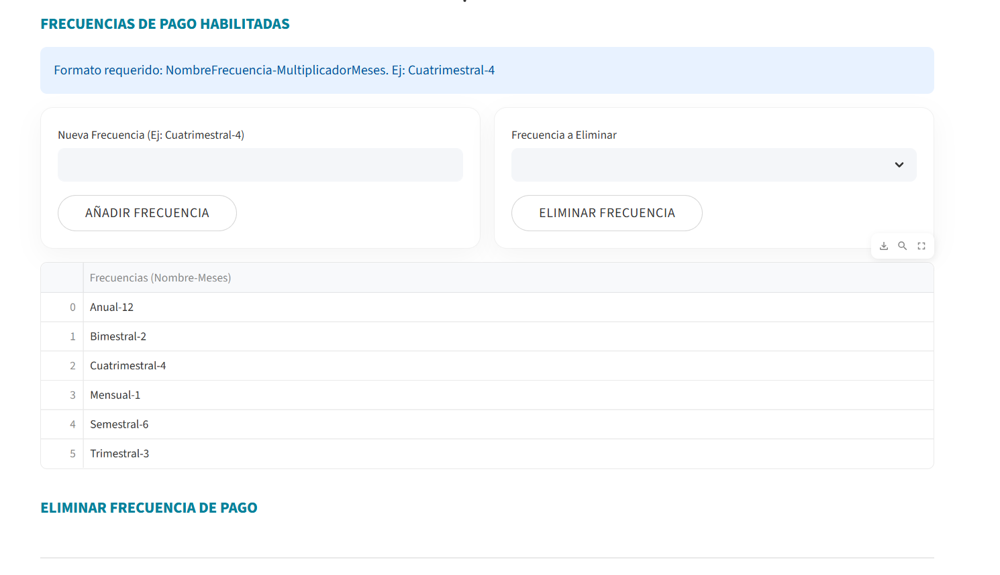 FRECUENCIAS DE PAGO HABILITADAS
Formato requerido: NombreFrecuencia-MultiplicadorMeses. Ej: Cuatrimestral-4
Nueva Frecuencia (Ej: Cuatrimestral-4)
AÑADIR FRECUENCIA
Frecuencia a Eliminar
ELIMINAR FRECUENCIA
Frecuencias (Nombre-Meses)
0 Anual-12
1 Bimestral-2
2 Cuatrimestral-4
3 Mensual-1
4 Semestral-6
5 Trimestral-3
ELIMINAR FRECUENCIA DE PAGO